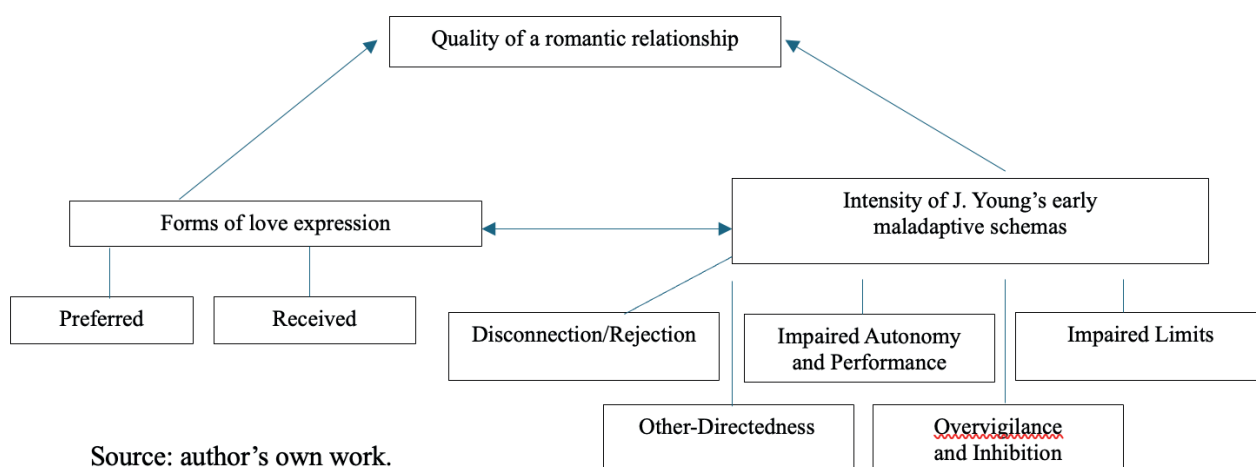 Quality of a romantic relationship
Forms of love expression
Intensity of J. Young’s early
maladaptive schemas
Preferred
Received
Disconnection/Rejection
Impaired Autonomy
and Performance
Impaired Limits
Other-Directedness
Overvigilance
and Inhibition
Source: author’s own work.